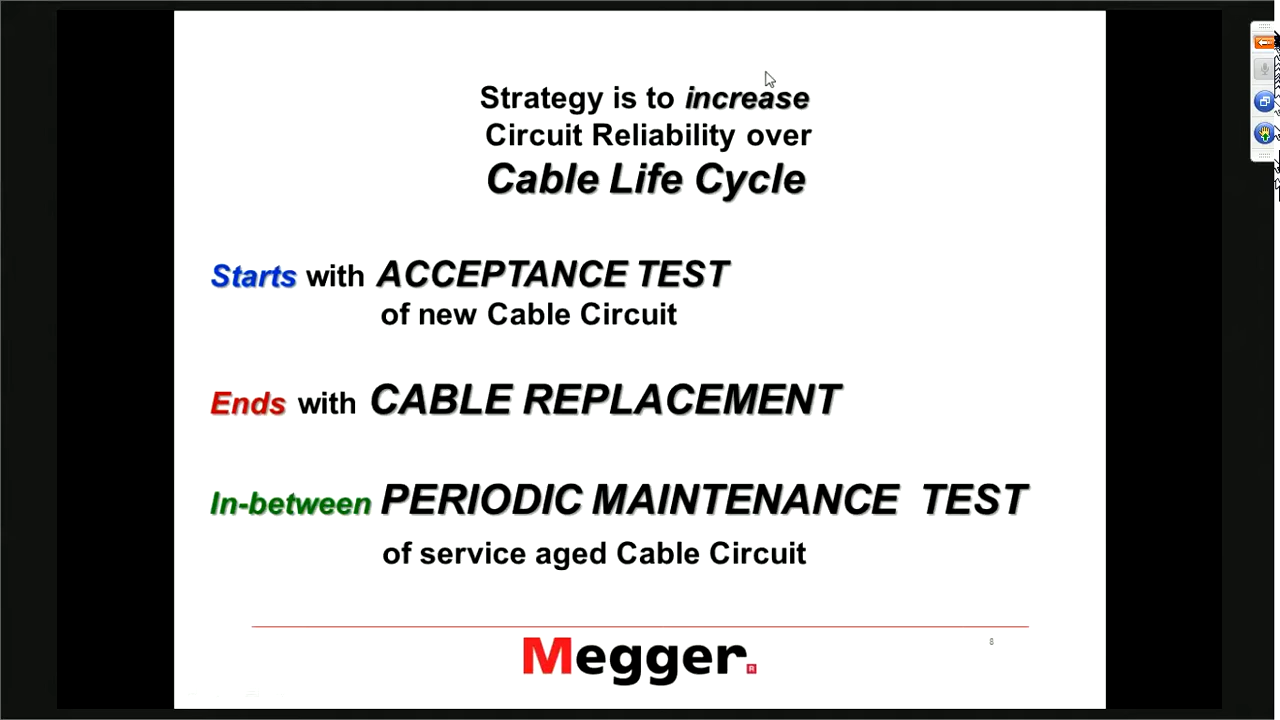 Strategy is to increase
Circuit Reliability over
Cable Life Cycle
Starts with ACCEPTANCE TEST
of new Cable Circuit
Ends with CABLE REPLACEMENT
In-between PERIODIC MAINTENANCE TEST
of service aged Cable Circuit
8
Megger.
R